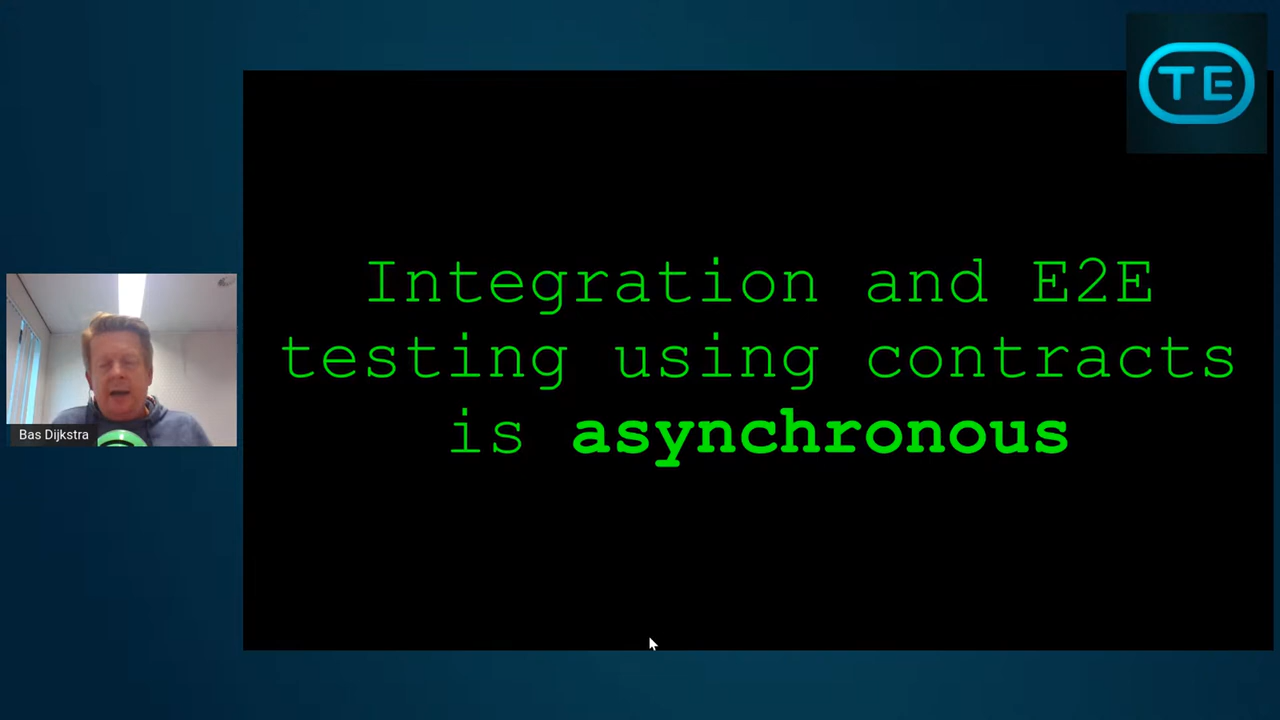 TE
Integration and E2E
testing using contracts
is asynchronous
Bas Dijkstra